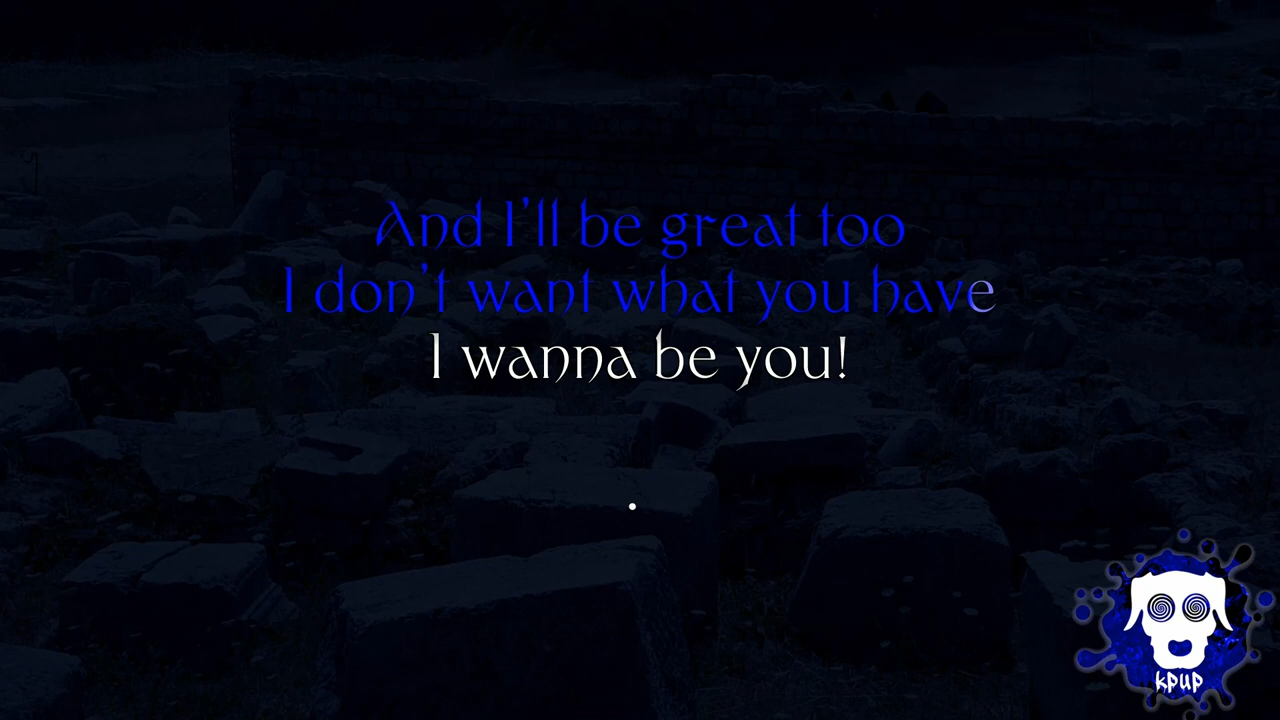 And I'll be great too
I don't want what you have
I wanna be you!
.
kpup